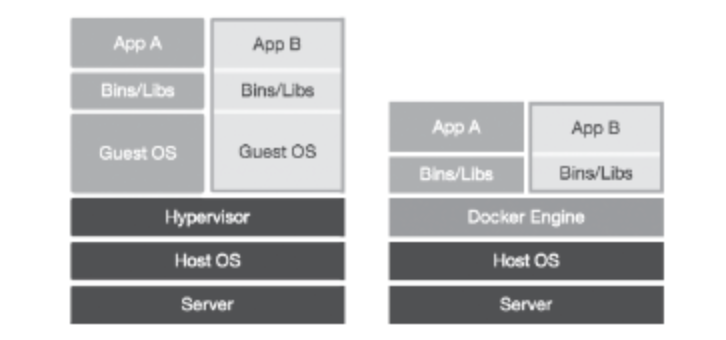 App A
App B
Bins/Libs
Bins/Libs
Guest OS
Guest OS
Hypervisor
Host OS
Server
App A
App B
Bins/Libs
Bins/Libs
Docker Engine
Host OS
Server